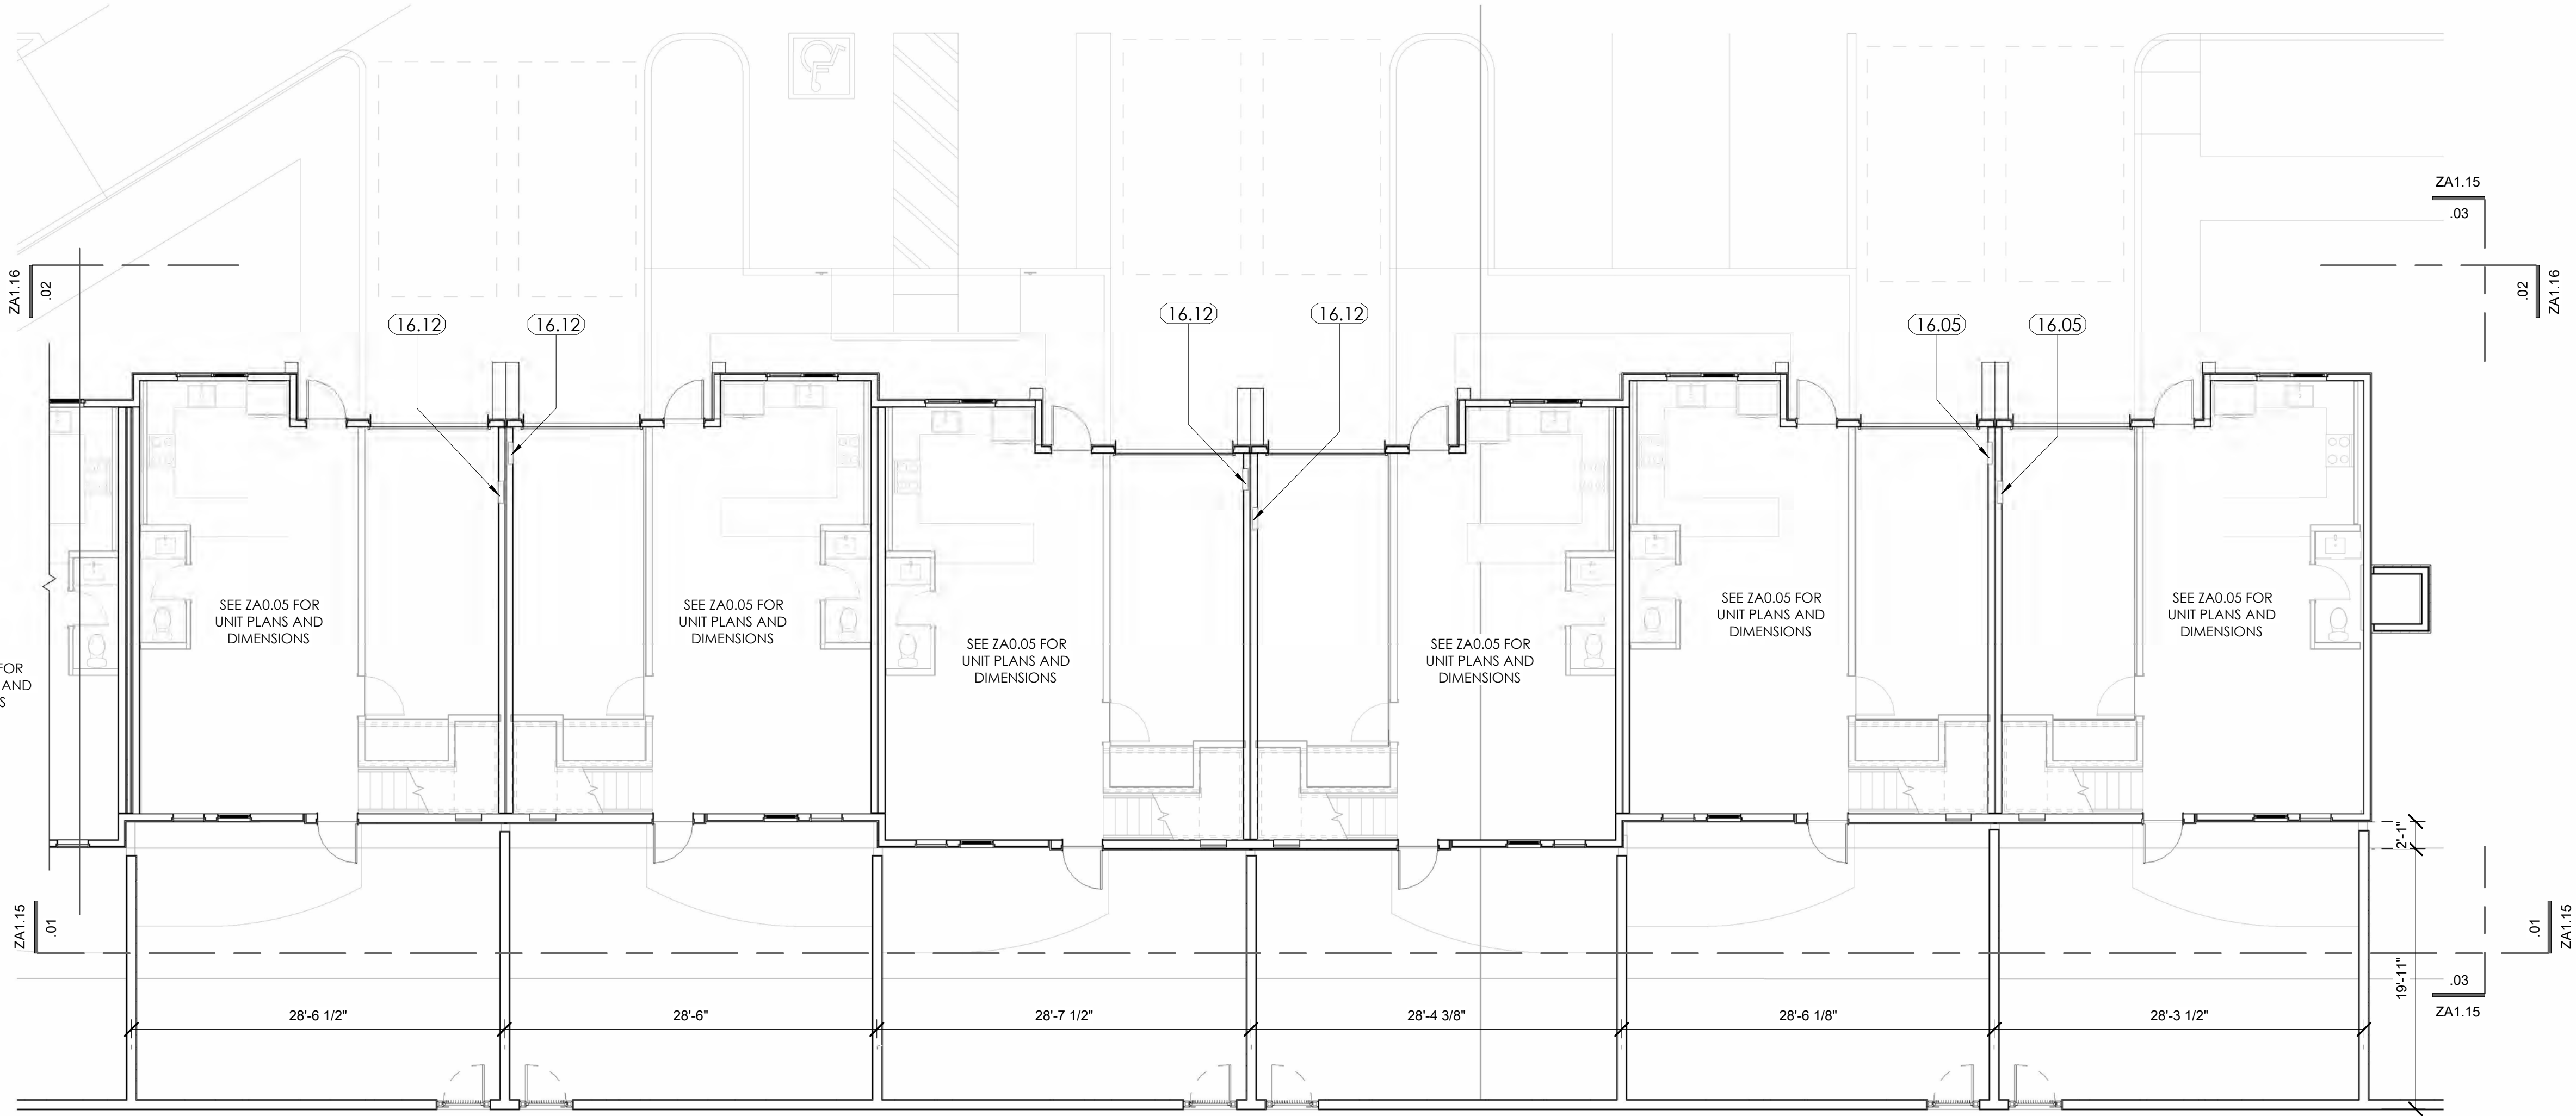 ZA1.15
.03
ZA1.16
.02
.02
ZA1.16
16.12
16.12
16.12
16.12
16.05
16.05
SEE ZA0.05 FOR
UNIT PLANS AND
DIMENSIONS
SEE ZA0.05 FOR
UNIT PLANS AND
DIMENSIONS
SEE ZA0.05 FOR
UNIT PLANS AND
DIMENSIONS
SEE ZA0.05 FOR
UNIT PLANS AND
DIMENSIONS
SEE ZA0.05 FOR
UNIT PLANS AND
DIMENSIONS
SEE ZA0.05 FOR
UNIT PLANS AND
DIMENSIONS
FOR
AND
S
2'-1"
ZA1.15
.01
.01
ZA1.15
19'-11"
.03
ZA1.15
28'-6 1/2"
28'-6"
28'-7 1/2"
28'-4 3/8"
28'-6 1/8"
28'-3 1/2"